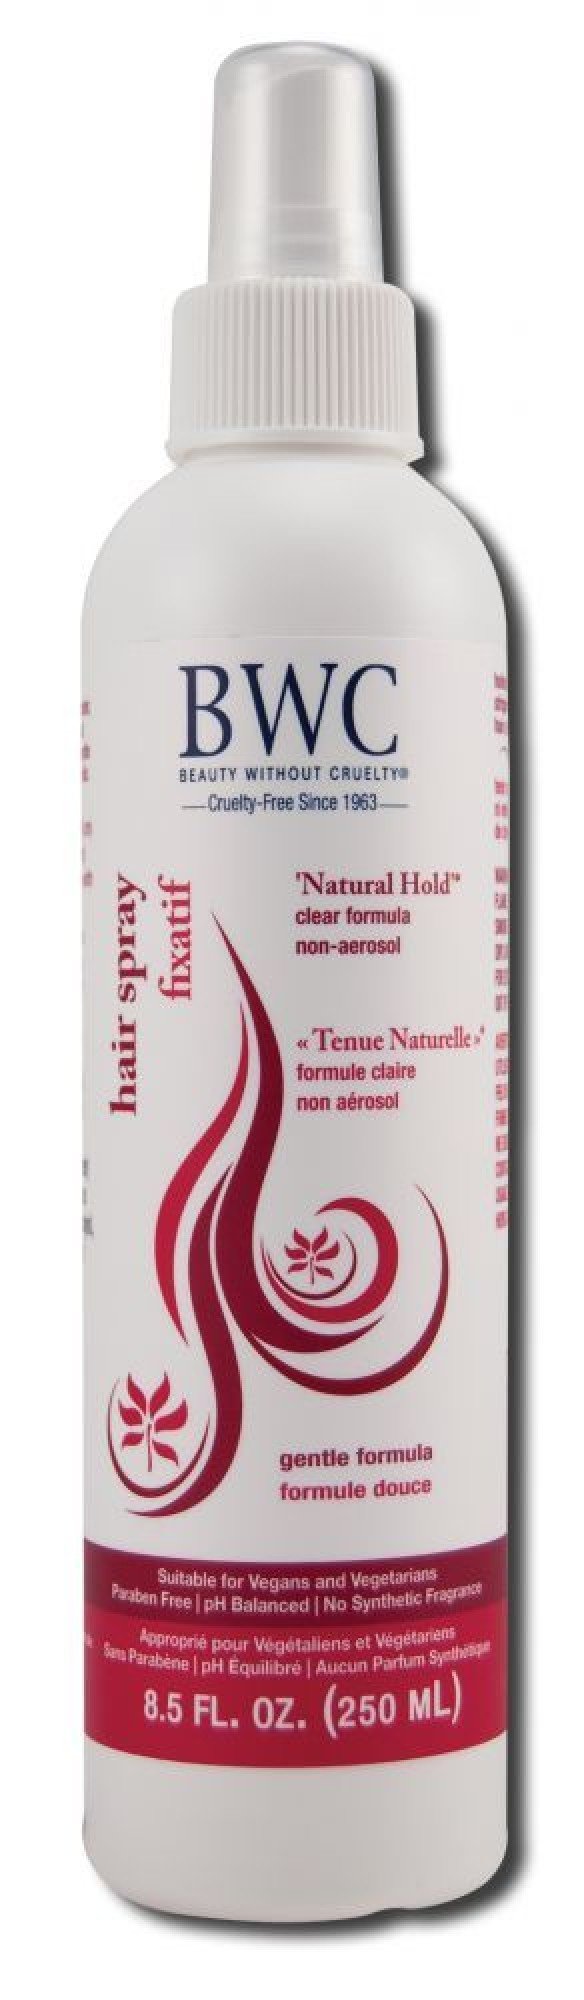 BWC
BEAUTY WITHOUT CRUELTY®
Cruelty-Free Since 1963
hair spray
fixatif
'Natural Hold'®
clear formula
non-aerosol
« Tenue Naturelle »®
formule claire
non aérosol
gentle formula
formule douce
Suitable for Vegans and Vegetarians
Paraben Free | pH Balanced | No Synthetic Fragrance
Approprié pour Végétaliens et Végétariens
Sans Parabène | pH Équilibré | Aucun Parfum Synthétique
8.5 FL. OZ. (250 ML)